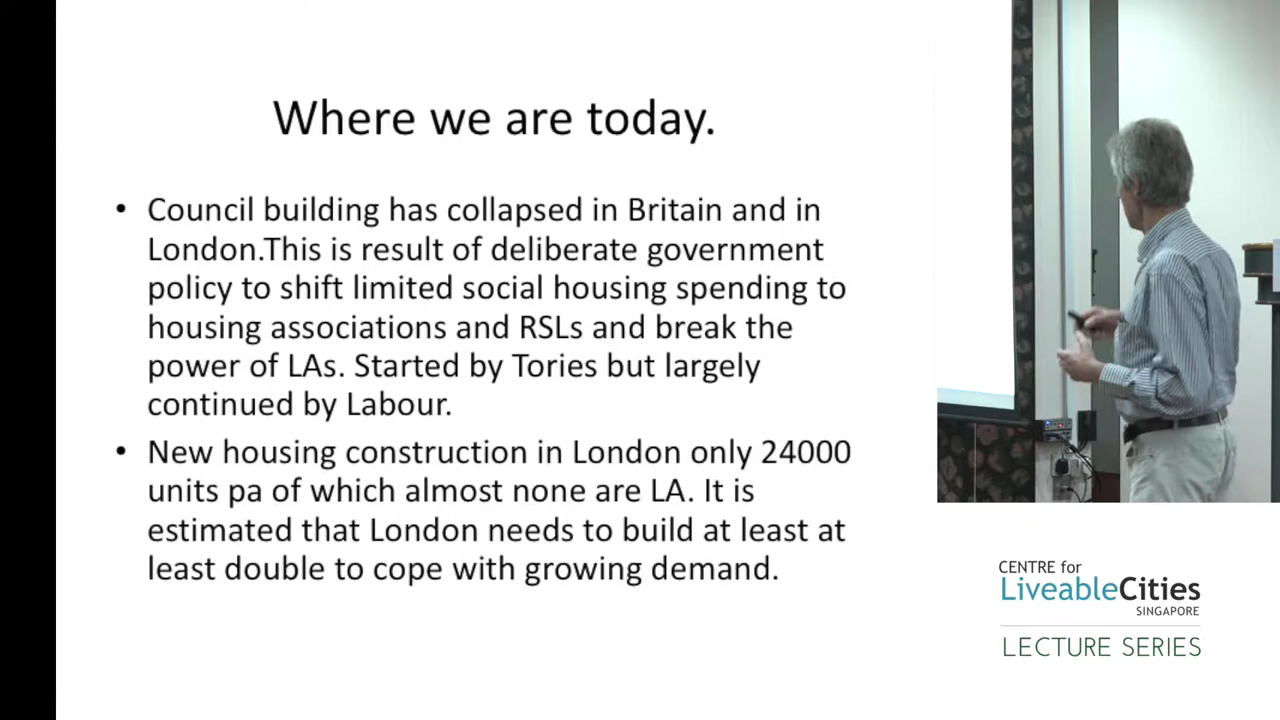 Where we are today.
• Council building has collapsed in Britain and in
London.This is result of deliberate government
policy to shift limited social housing spending to
housing associations and RSLs and break the
power of LAs. Started by Tories but largely
continued by Labour.
• New housing construction in London only 24000
units pa of which almost none are LA. It is
estimated that London needs to build at least at
least double to cope with growing demand.
CENTRE for
LiveableCities
SINGAPORE
LECTURE SERIES